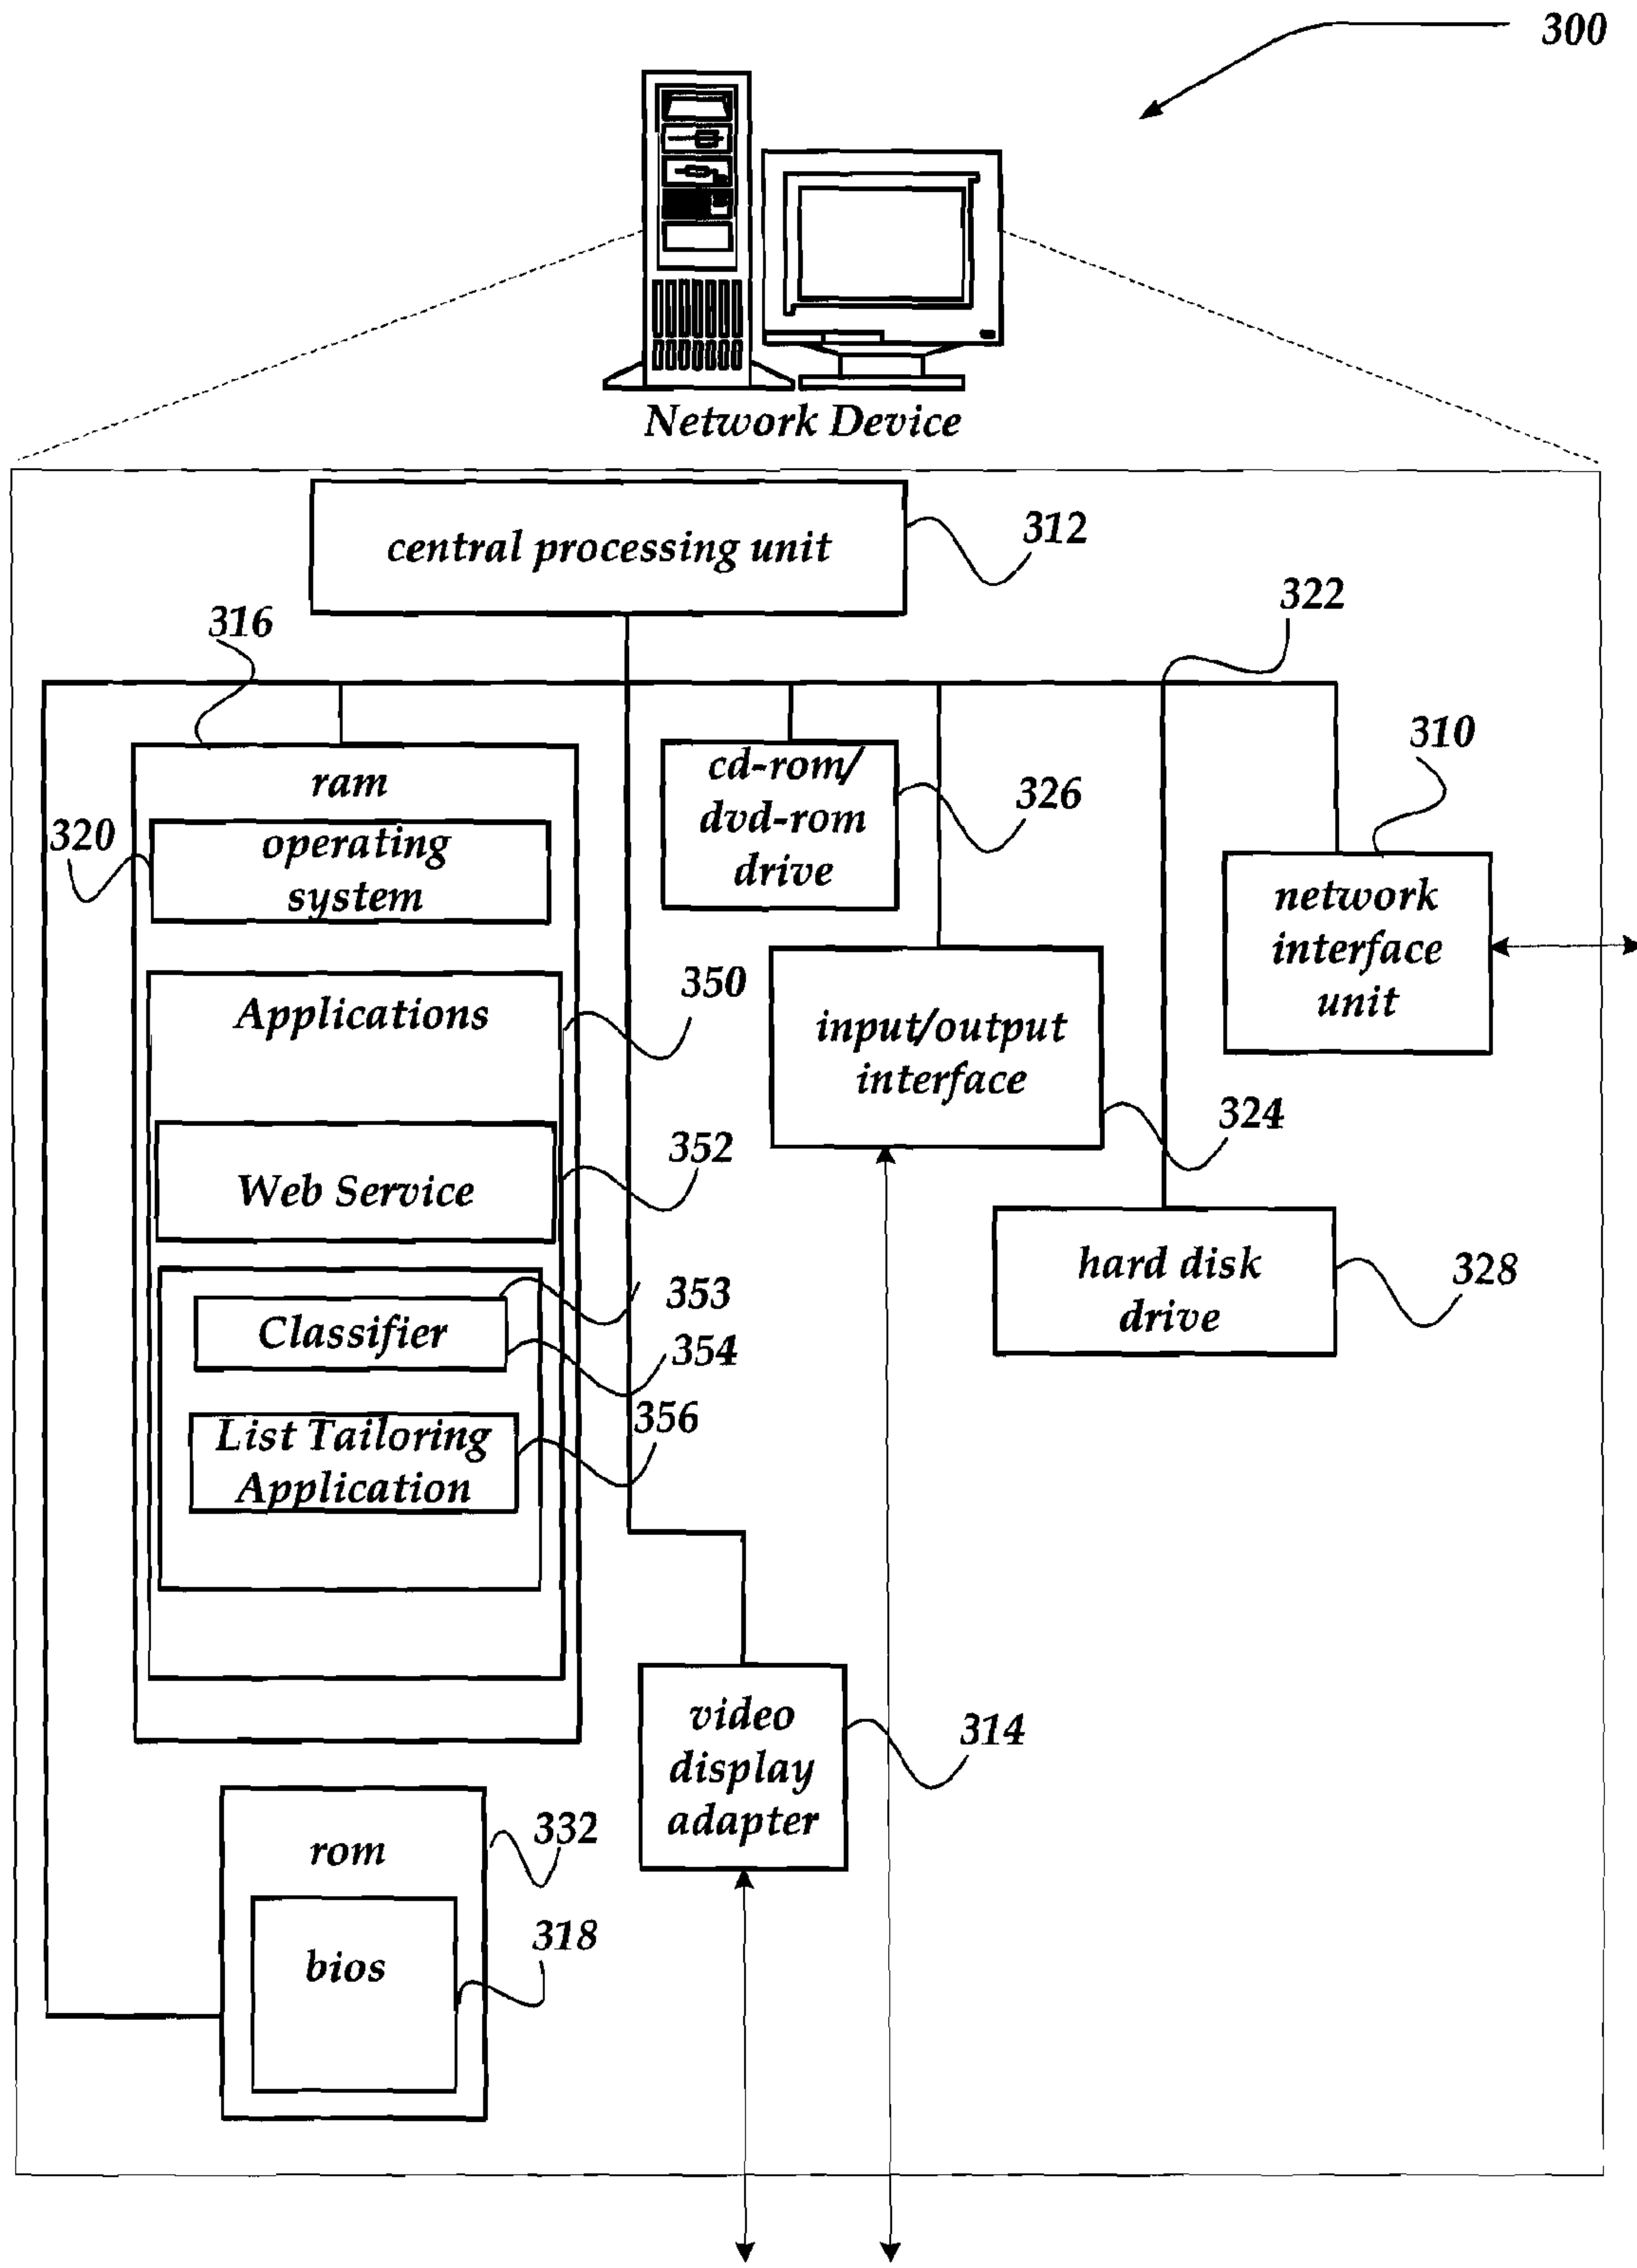 300
Network Device
central processing unit
312
322
316
310
ram
cd-rom/
dvd-rom
drive
326
320
operating
system
network
interface
unit
350
Applications
input/output
interface
324
352
Web Service
hard disk
drive
328
353
Classifier
354
356
List Tailoring
Application
video
display
adapter
314
332
rom
318
bios